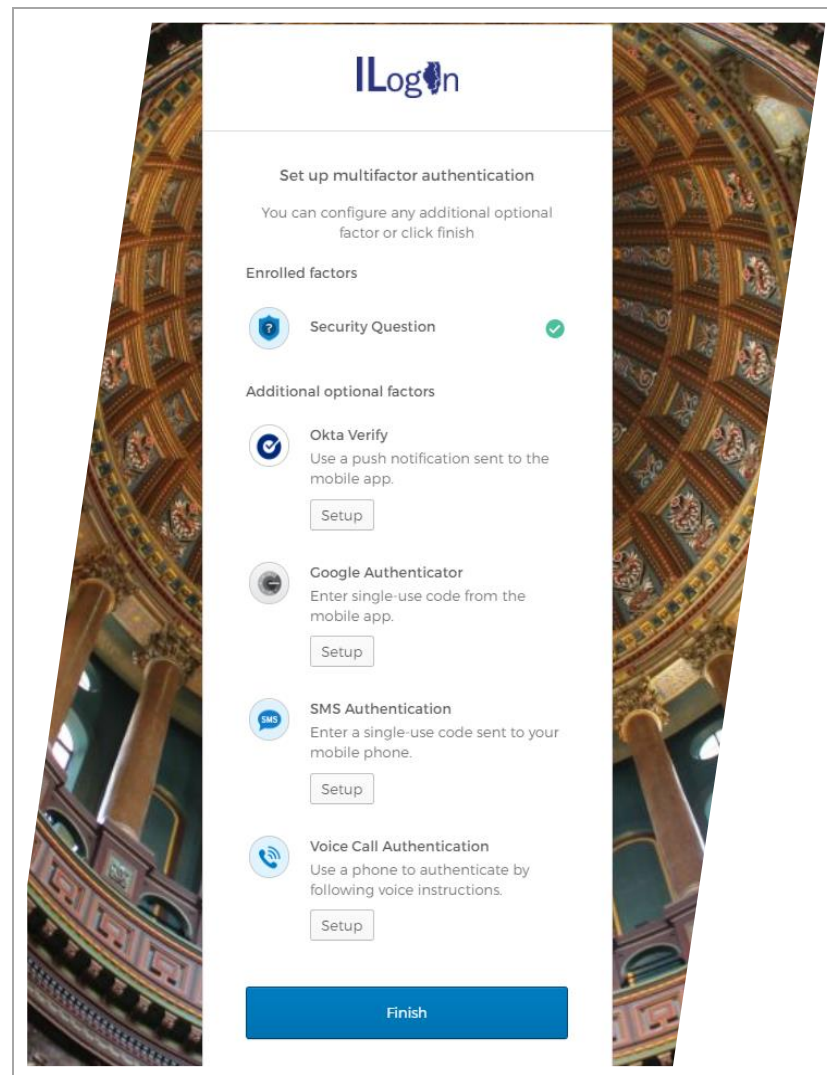 ILogIn
Set up multifactor authentication
You can configure any additional optional
factor or click finish
Enrolled factors
?
Security Question
Additional optional factors
Okta Verify
Use a push notification sent to the
mobile app.
Setup
Google Authenticator
Enter single-use code from the
mobile app.
Setup
SMS
SMS Authentication
Enter a single-use code sent to your
mobile phone.
Setup
Voice Call Authentication
Use a phone to authenticate by
following voice instructions.
Setup
Finish